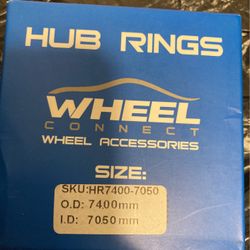 HUB RINGS
WHEEL
CONNECT
WHEEL ACCESSORIES
SIZE:
SKU:HR7400-7050
O.D: 7400mm
I.D: 7050mm